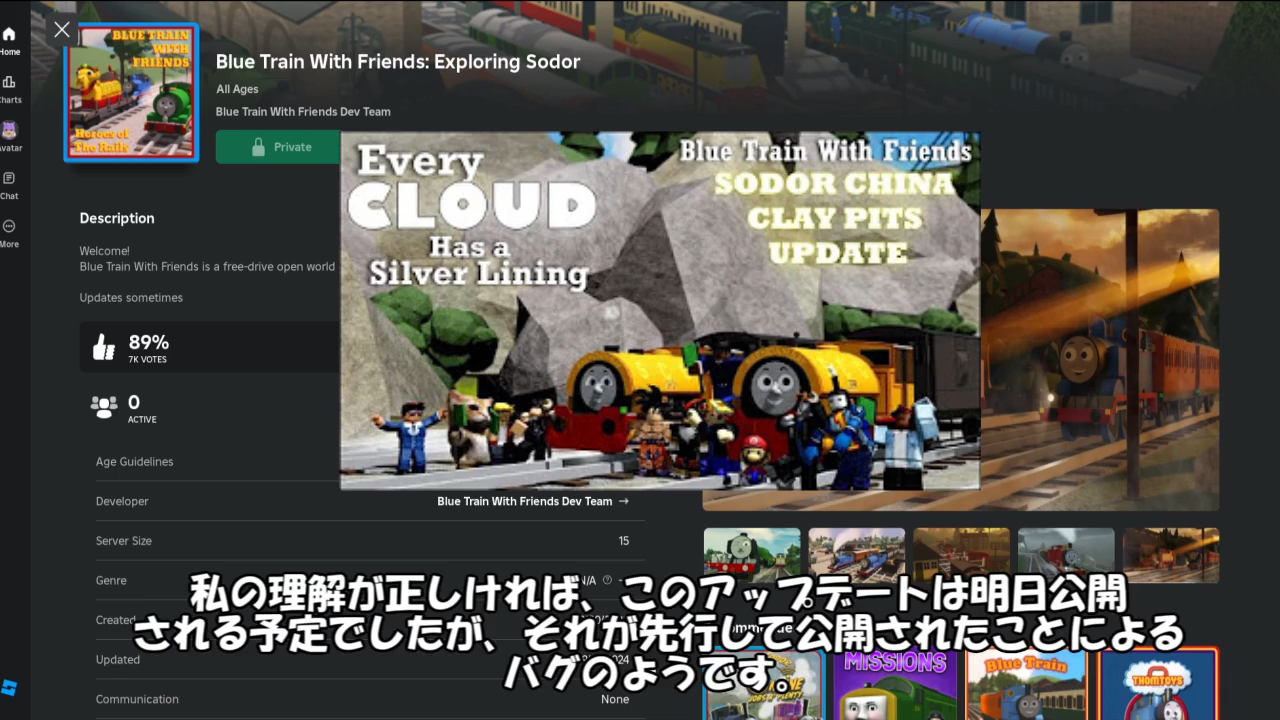 Home
Charts
Avatar
Chat
More
BLUE TRAIN
WITH
FRIENDS
Heroes of
The Rails
Blue Train With Friends: Exploring Sodor
All Ages
Blue Train With Friends Dev Team
Private
Every
CLOUD
Has a
Silver Lining
Blue Train With Friends
SODOR CHINA
CLAY PITS
UPDATE
Description
Welcome!
Blue Train With Friends is a free-drive open world
Updates sometimes
89%
7K VOTES
0
ACTIVE
Age Guidelines
Developer
Blue Train With Friends Dev Team →
Server Size
15
Genre
N/A
Created
Updated
2024
Communication
None
私の理解が正しければ、このアップデートは明日公開
される予定でしたが、それが先行して公開されたことによる
バグのようです。
MISSIONS
Blue Train
THOMTOYS